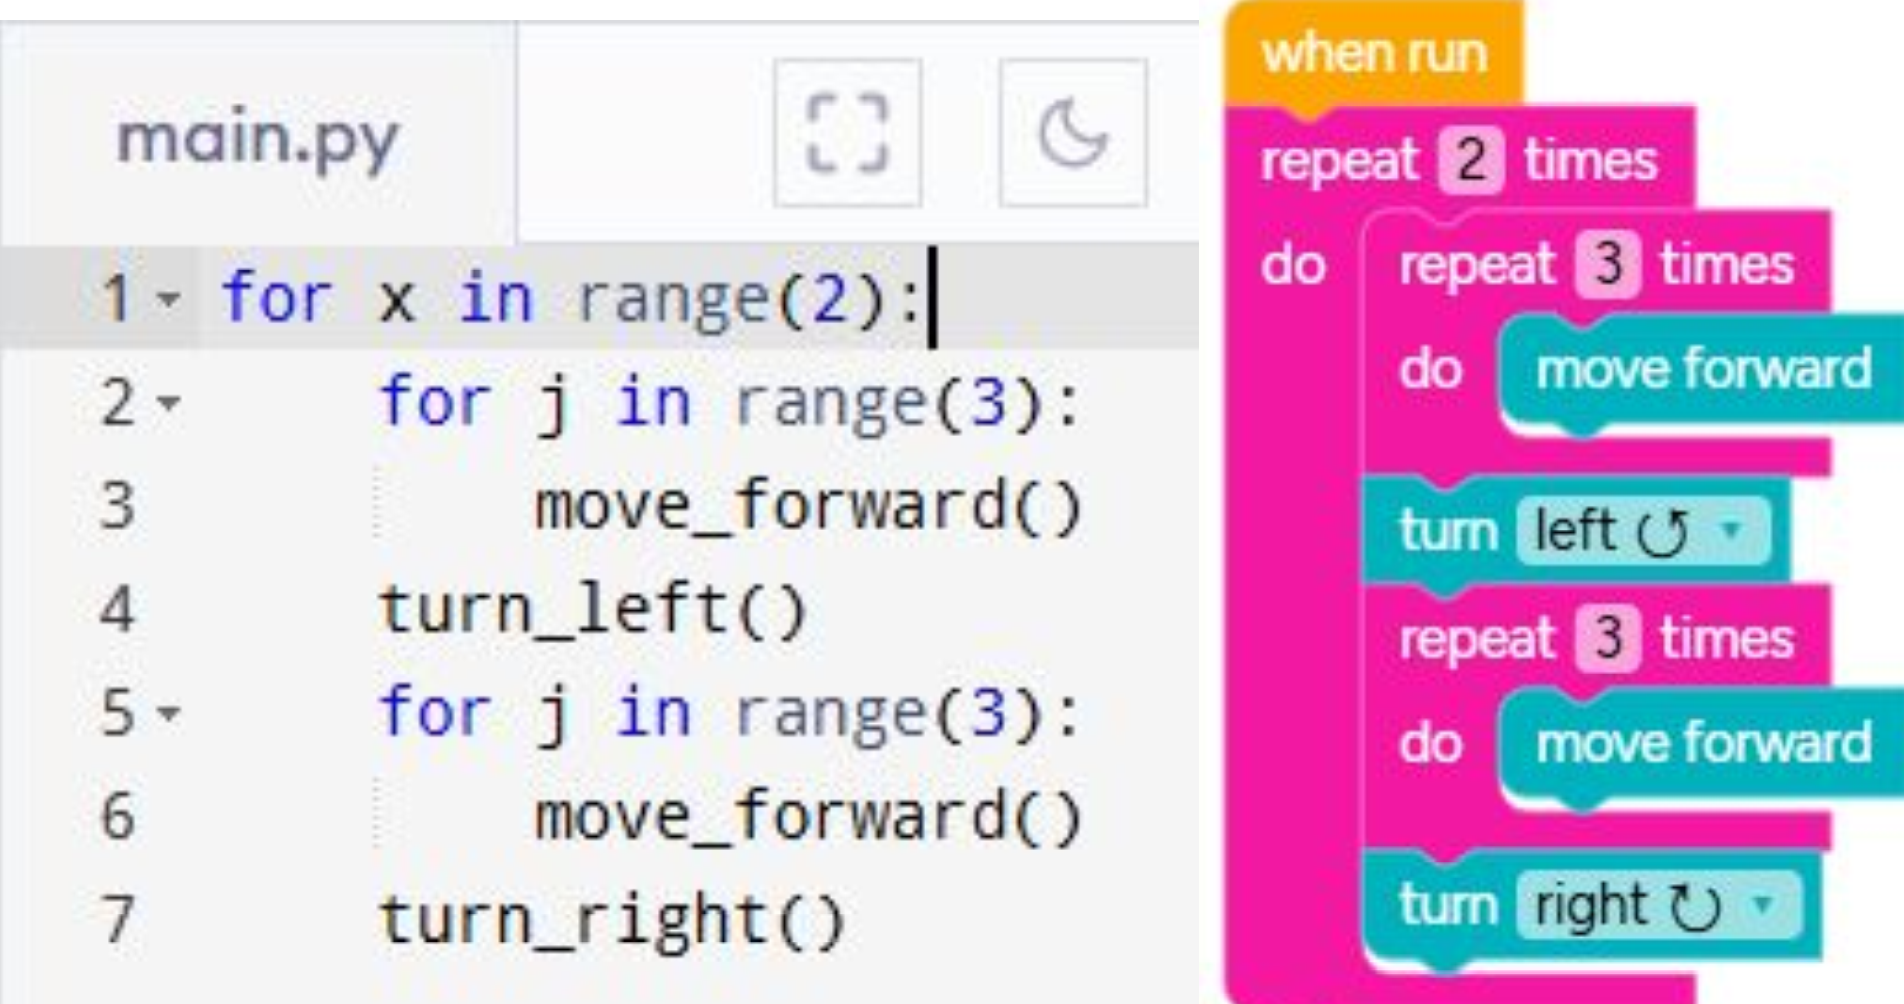 main.py
1 for x in range(2):
2 for j in range(3):
3 move_forward()
4 turn_left()
5 for j in range(3):
6 move_forward()
7 turn_right()
when run
repeat 2 times
do repeat 3 times
do move forward
turn left
repeat 3 times
do move forward
turn right